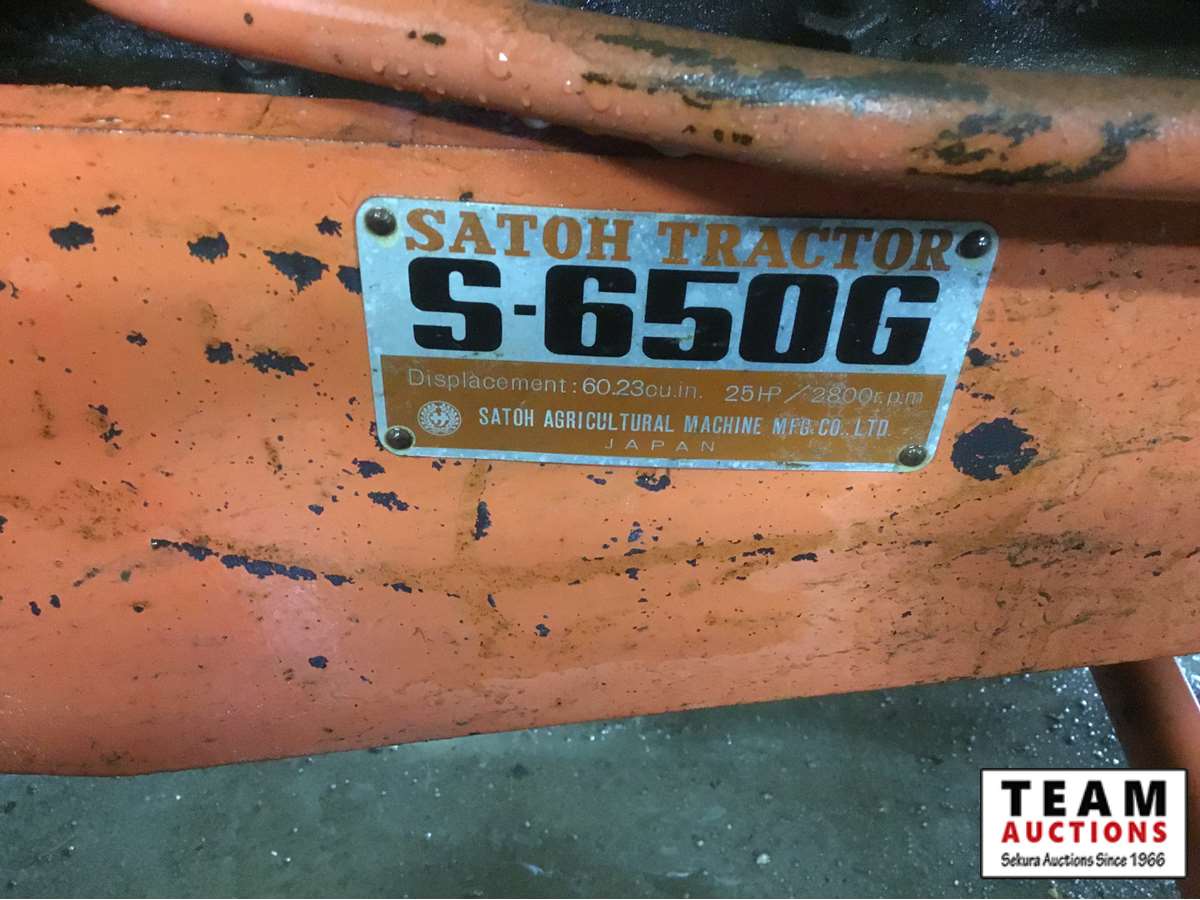 SATOH TRACTOR
S-650G
Displacement: 60.23cu.in. 25HP/2800r.p.m
SATOH AGRICULTURAL MACHINE MFG.CO.,LTD.
JAPAN
TEAM
AUCTIONS
Sekura Auctions Since 1966